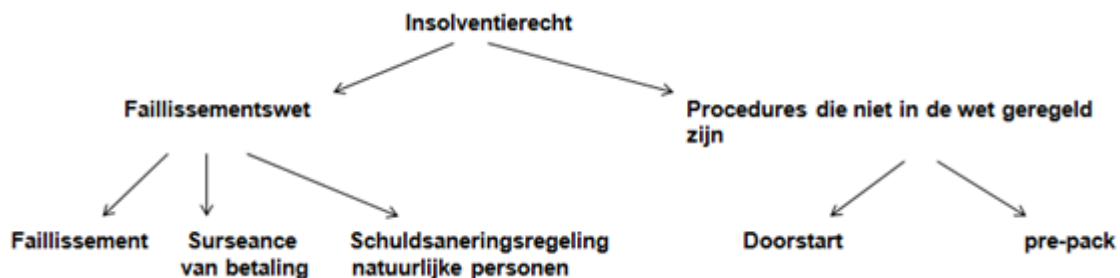 Insolventierecht
Faillissementswet
Procedures die niet in de wet geregeld
zijn
Faillissement
Surseance
van betaling
Schuldsaneringsregeling
natuurlijke personen
Doorstart
pre-pack